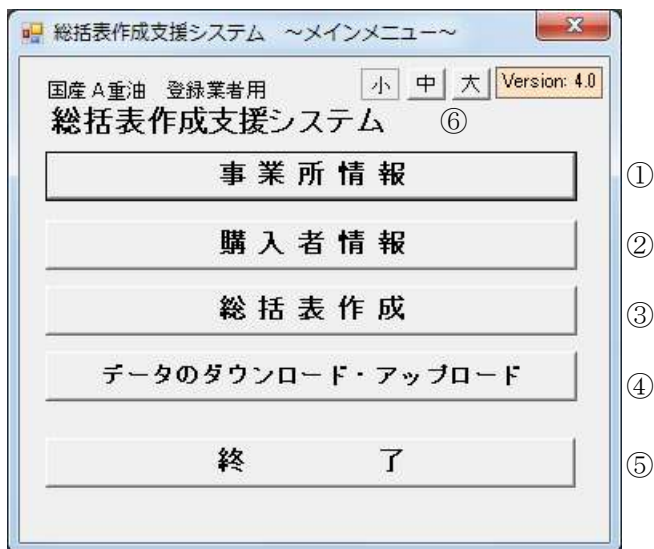 総括表作成支援システム ～メインメニュー～
国産A重油 登録業者用 小 中 大 Version: 4.0
総括表作成支援システム ⑥
事業所情報 ①
購入者情報 ②
総括表作成 ③
データのダウンロード・アップロード ④
終 了 ⑤